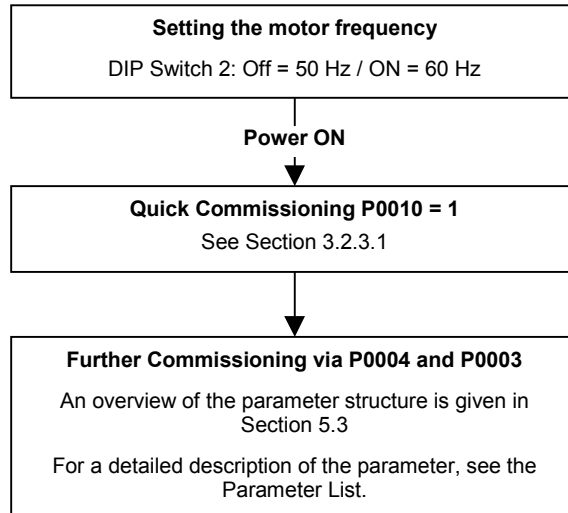 Setting the motor frequency
DIP Switch 2: Off = 50 Hz / ON = 60 Hz
Power ON
Quick Commissioning P0010 = 1
See Section 3.2.3.1
Further Commissioning via P0004 and P0003
An overview of the parameter structure is given in
Section 5.3
For a detailed description of the parameter, see the
Parameter List.